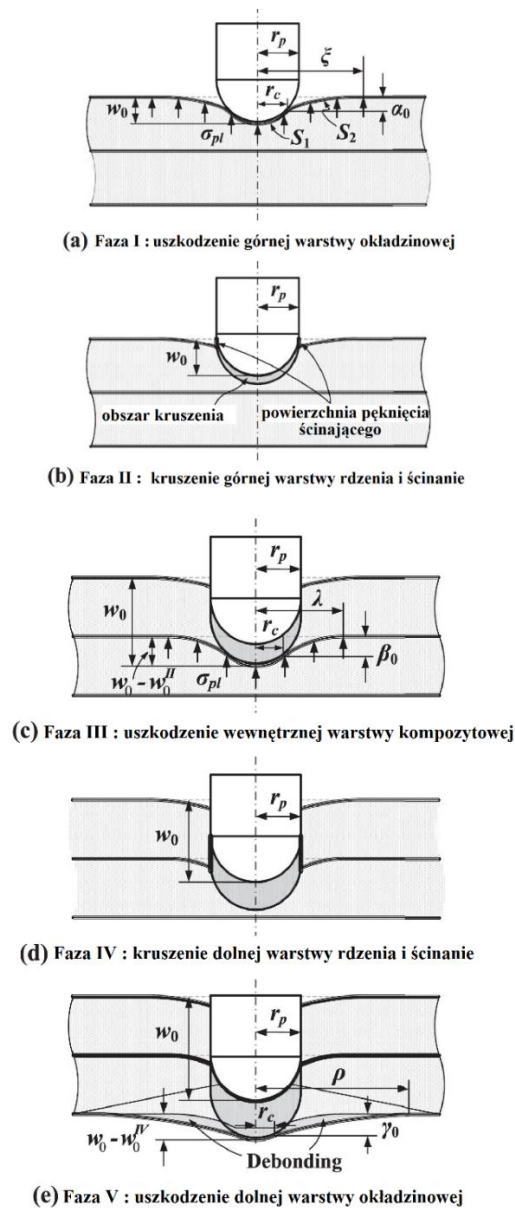 r_p
ξ
w_0
r_c
α_0
σ_pl
S_1
S_2
(a) Faza I : uszkodzenie górnej warstwy okładzinowej
r_p
w_0
obszar kruszenia
powierzchnia pęknięcia
ścinającego
(b) Faza II : kruszenie górnej warstwy rdzenia i ścinanie
r_p
w_0
λ
r_c
β_0
w_0 - w_0^II
σ_pl
(c) Faza III : uszkodzenie wewnętrznej warstwy kompozytowej
r_p
w_0
(d) Faza IV : kruszenie dolnej warstwy rdzenia i ścinanie
r_p
w_0
ρ
r_c
γ_0
w_0 - w_0^IV
Debonding
(e) Faza V : uszkodzenie dolnej warstwy okładzinowej